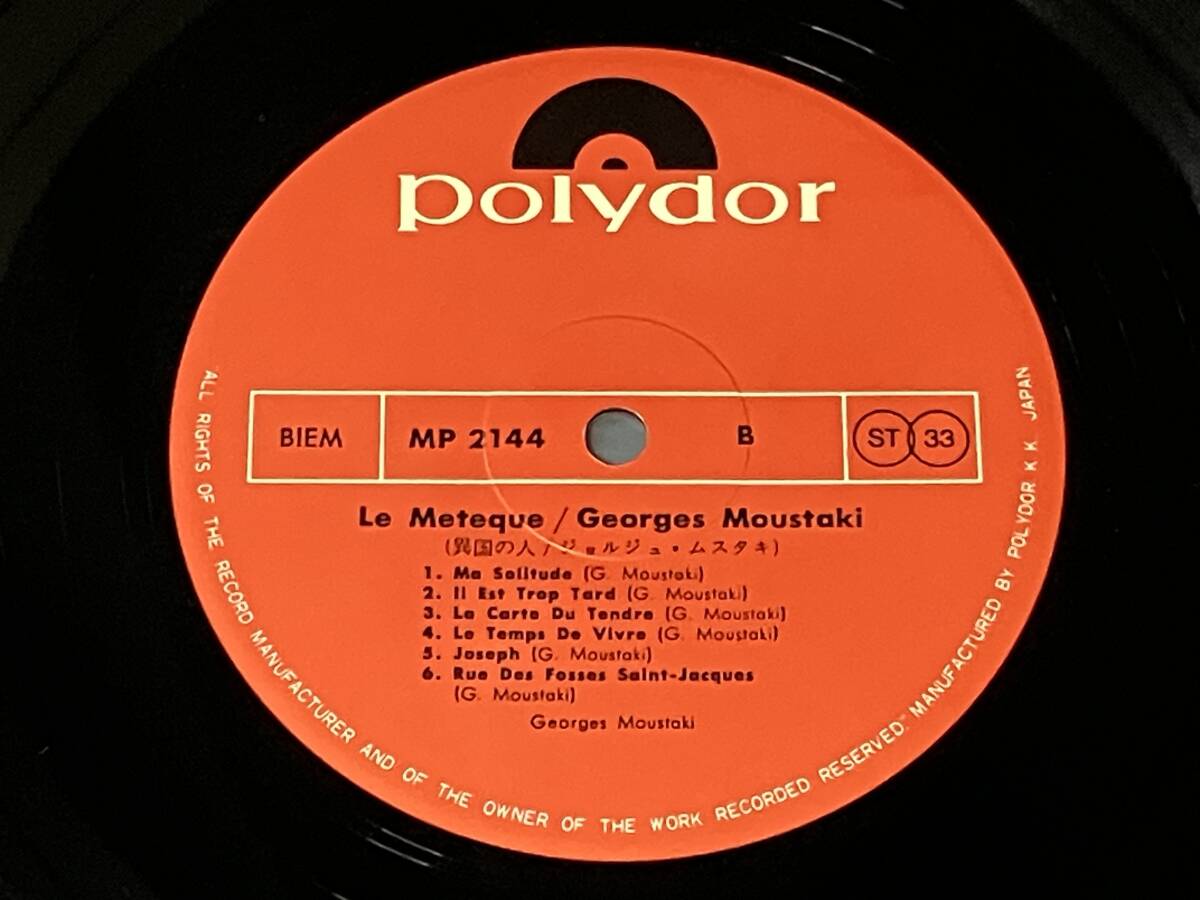 polydor
BIEM
MP 2144
B
ST 33
Le Meteque / Georges Moustaki
(異国の人 / ジョルジュ・ムスタキ)
1. Ma Solitude (G. Moustaki)
2. Il Est Trop Tard (G. Moustaki)
3. La Carte Du Tendre (G. Moustaki)
4. Le Temps De Vivre (G. Moustaki)
5. Joseph (G. Moustaki)
6. Rue Des Fosses Saint-Jacques
(G. Moustaki)
Georges Moustaki
ALL RIGHTS OF THE RECORD MANUFACTURER AND OF THE OWNER OF THE WORK RECORDED RESERVED. MANUFACTURED BY POLYDOR K K JAPAN